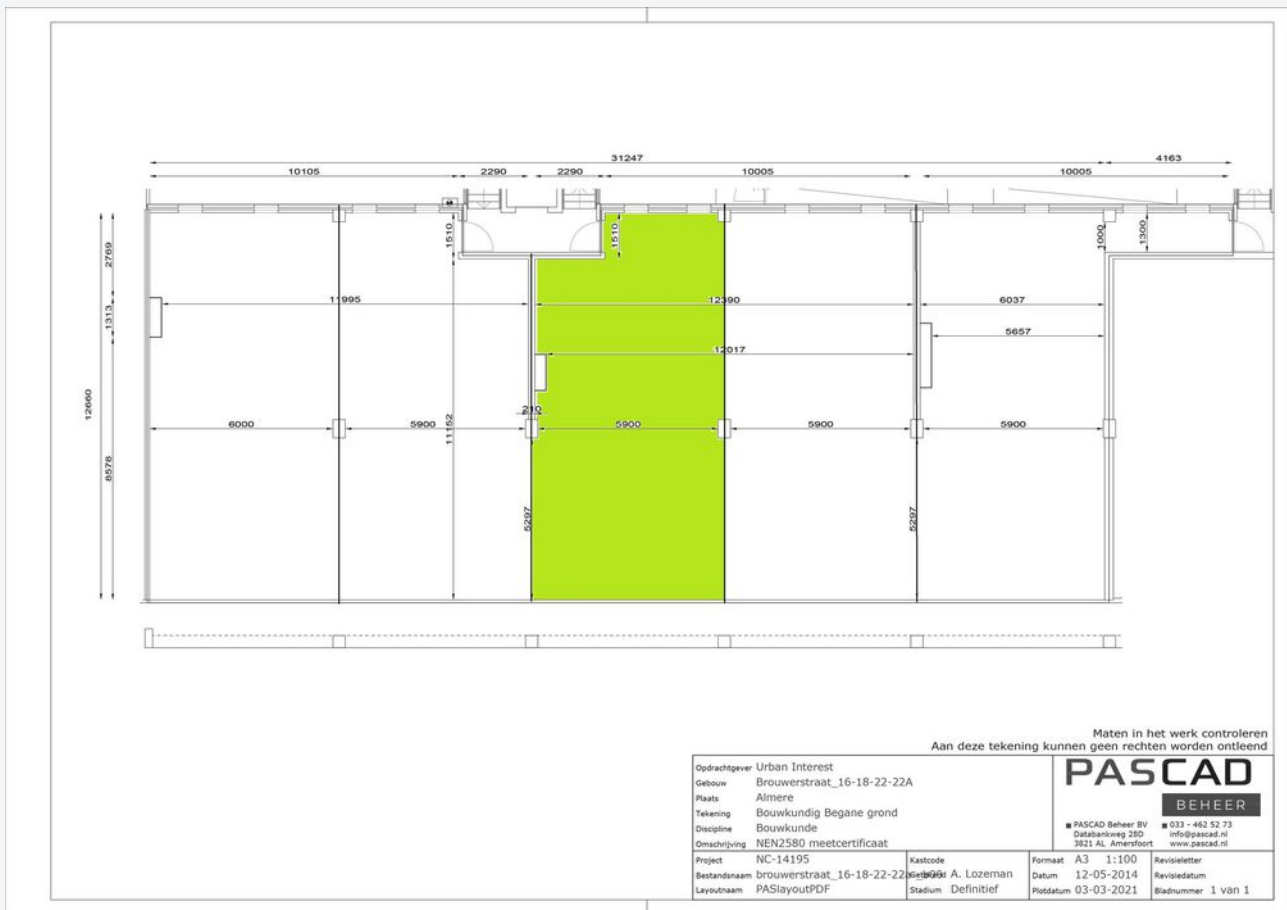 31247
4163
10105
2290
2290
10005
10005
1510
1510
1000
1300
2769
11995
12390
6037
1313
5657
12017
12660
210
6000
5900
11152
5900
5900
5900
8578
5297
5297
Maten in het werk controleren
Aan deze tekening kunnen geen rechten worden ontleend
Opdrachtgever Urban Interest
Gebouw Brouwerstraat_16-18-22-22A
Plaats Almere
Tekening Bouwkundig Begane grond
Discipline Bouwkunde
Omschrijving NEN2580 meetcertificaat
PASCAD
BEHEER
PASCAD Beheer BV 033 - 462 52 73
Databankweg 28D info@pascad.nl
3821 AL Amersfoort www.pascad.nl
Project NC-14195 Kastcode Formaat A3 1:100 Revisieletter
Bestandsnaam brouwerstraat_16-18-22-22a A. Lozeman Datum 12-05-2014 Revisiedatum
Layoutnaam PASlayoutPDF Stadium Definitief Plotdatum 03-03-2021 Bladnummer 1 van 1